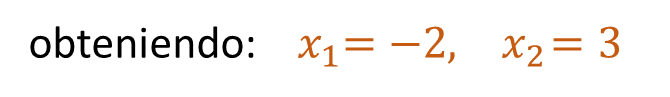 obteniendo: x₁= −2, x₂= 3